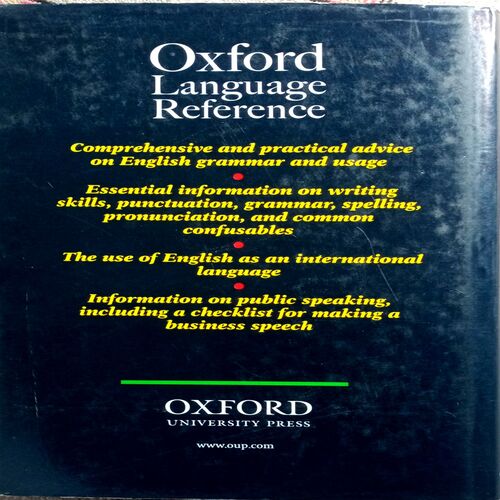 Oxford
Language
Reference
Comprehensive and practical advice
on English grammar and usage
Essential information on writing
skills, punctuation, grammar, spelling,
pronunciation, and common
confusables
The use of English as an international
language
Information on public speaking,
including a checklist for making a
business speech
OXFORD
UNIVERSITY PRESS
www.oup.com